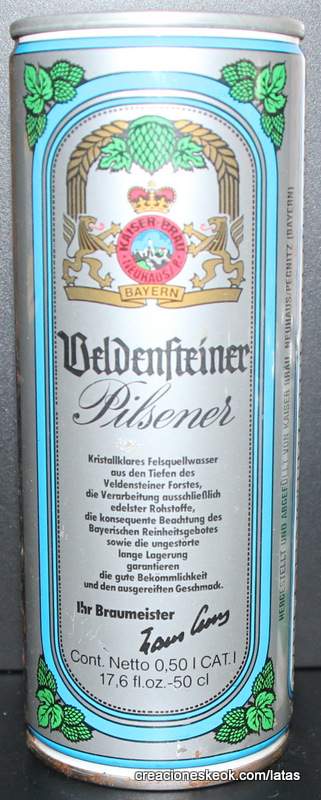 KAISER-BRÄU
NEUHAUS/P.
BAYERN
Veldensteiner
Pilsener
Kristallklares Felsquellwasser
aus den Tiefen des
Veldensteiner Forstes,
die Verarbeitung ausschließlich
edelster Rohstoffe,
die konsequente Beachtung des
Bayerischen Reinheitsgebotes
sowie die ungestörte
lange Lagerung
garantieren
die gute Bekömmlichkeit
und den ausgereiften Geschmack.
Ihr Braumeister
Cont. Netto 0,50 l CAT. I
17,6 fl.oz.-50 cl
HERGESTELLT UND ABGEFÜLLT VON KAISER BRÄU, NEUHAUS/PEGNITZ (BAYERN)
creacioneskeok.com/latas